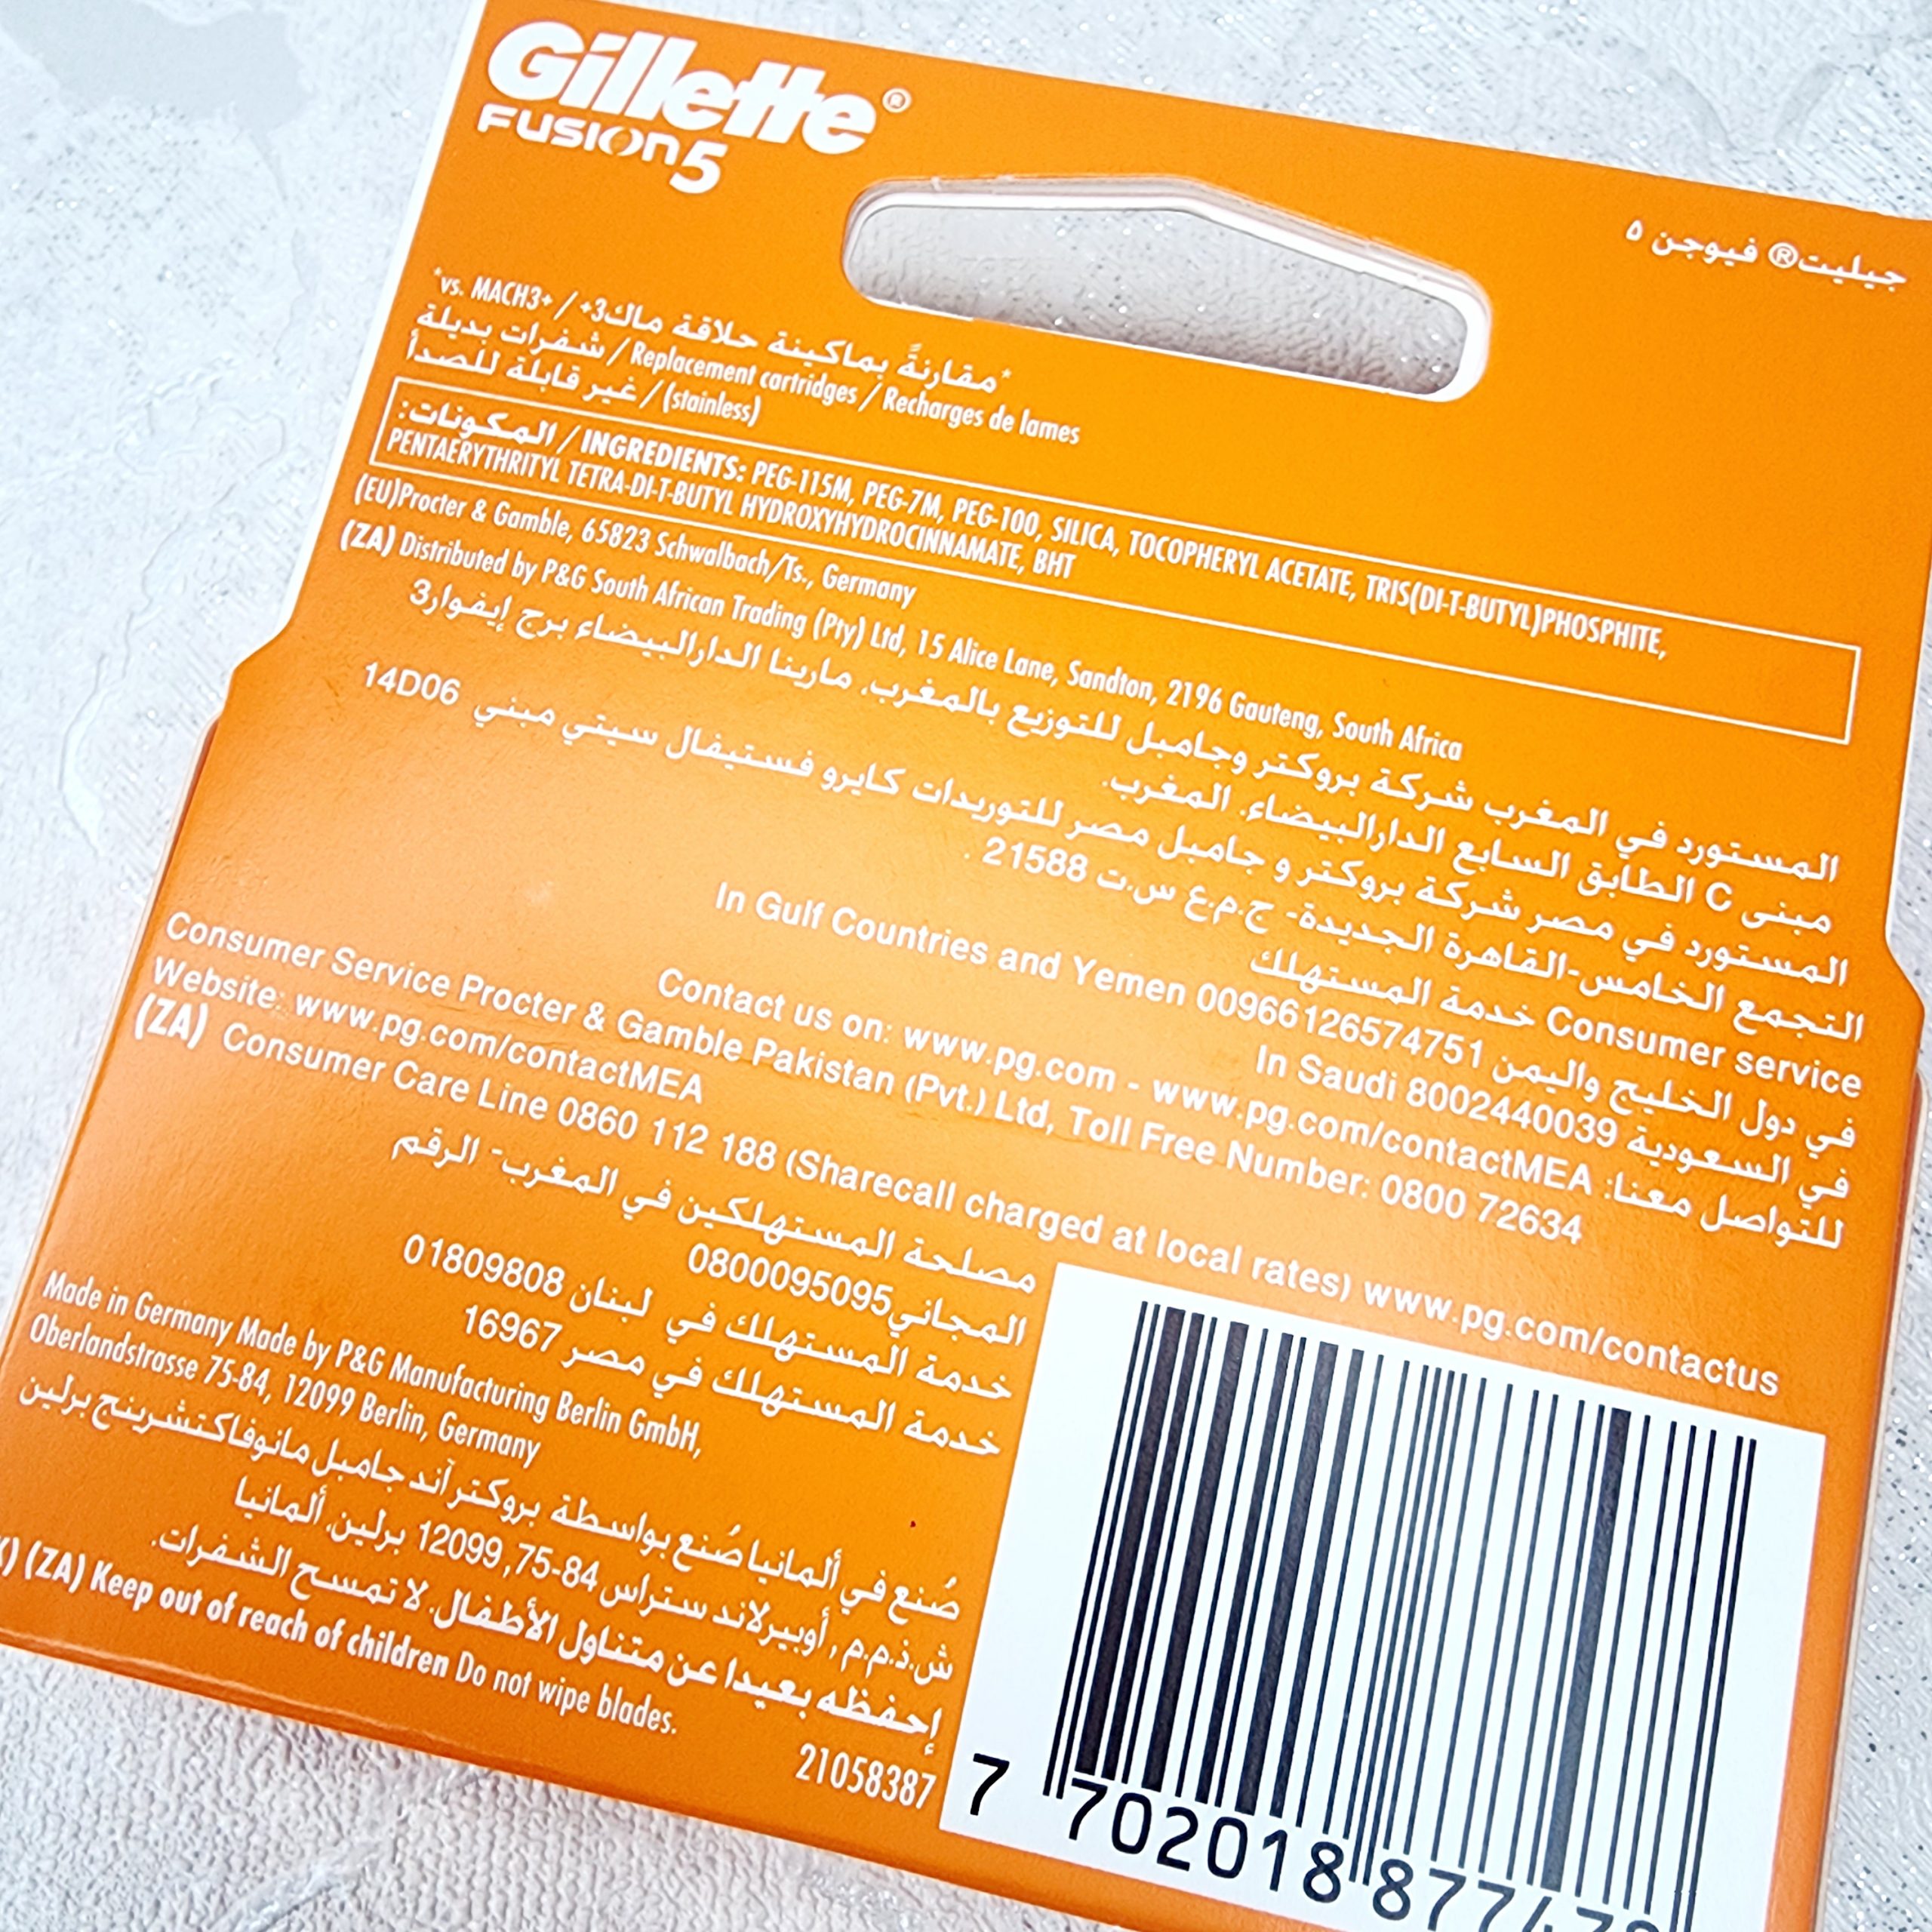 Gillette®
FUSION5
جيليت® فيوجن ٥
*vs. MACH3+ / +3مقارنةً بماكينة حلاقة ماك*
شفرات بديلة / Replacement cartridges / Recharges de lames
غير قابلة للصدأ / (stainless)
المكونات: / INGREDIENTS: PEG-115M, PEG-7M, PEG-100, SILICA, TOCOPHERYL ACETATE, TRIS(DI-T-BUTYL)PHOSPHITE,
PENTAERYTHRITYL TETRA-DI-T-BUTYL HYDROXYHYDROCINNAMATE, BHT
(EU)Procter & Gamble, 65823 Schwalbach/Ts., Germany
(ZA) Distributed by P&G South African Trading (Pty) Ltd, 15 Alice Lane, Sandton, 2196 Gauteng, South Africa
المستورد في المغرب شركة بروكتر وجامبل للتوزيع بالمغرب. مارينا الدارالبيضاء برج إيفوار3
مبنى C الطابق السابع الدارالبيضاء. المغرب.
المستورد في مصر شركة بروكتر و جامبل مصر للتوريدات كايرو فستيفال سيتي مبني 14D06
التجمع الخامس-القاهرة الجديدة- ج.م.ع س.ت 21588 .
Consumer service خدمة المستهلك
في دول الخليج واليمن In Gulf Countries and Yemen 00966126574751
في السعودية In Saudi 8002440039
للتواصل معنا: Contact us on: www.pg.com - www.pg.com/contactMEA
Consumer Service Procter & Gamble Pakistan (Pvt.) Ltd, Toll Free Number: 0800 72634
Website: www.pg.com/contactMEA
(ZA) Consumer Care Line 0860 112 188 (Sharecall charged at local rates) www.pg.com/contactus
مصلحة المستهلكين في المغرب- الرقم
المجاني0800095095
خدمة المستهلك في لبنان 01809808
خدمة المستهلك في مصر 16967
Made in Germany Made by P&G Manufacturing Berlin GmbH,
Oberlandstrasse 75-84, 12099 Berlin, Germany
صُنع في ألمانيا صُنع بواسطة بروكتر آند جامبل مانوفاكتشرينج برلين
ش.ذ.م.م , أوبيرلاند ستراس 84-75, 12099 برلين, ألمانيا
إحفظه بعيدا عن متناول الأطفال. لا تمسح الشفرات.
(ZA) Keep out of reach of children Do not wipe blades.
21058387
7 702018 8774